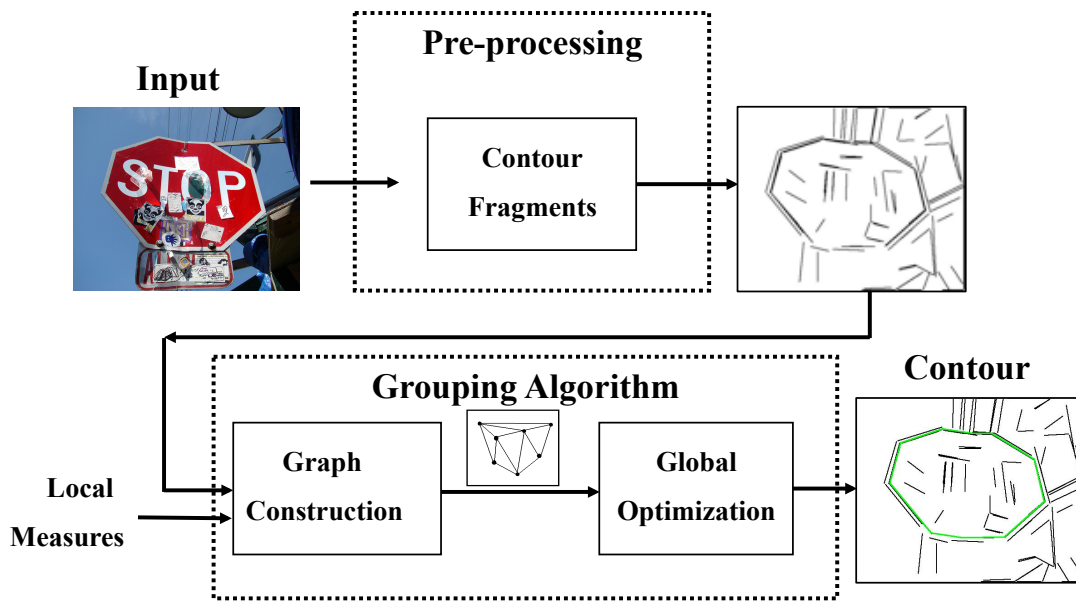 Pre-processing
Input
STOP
Contour
Fragments
Grouping Algorithm
Contour
Graph
Construction
Global
Optimization
Local
Measures